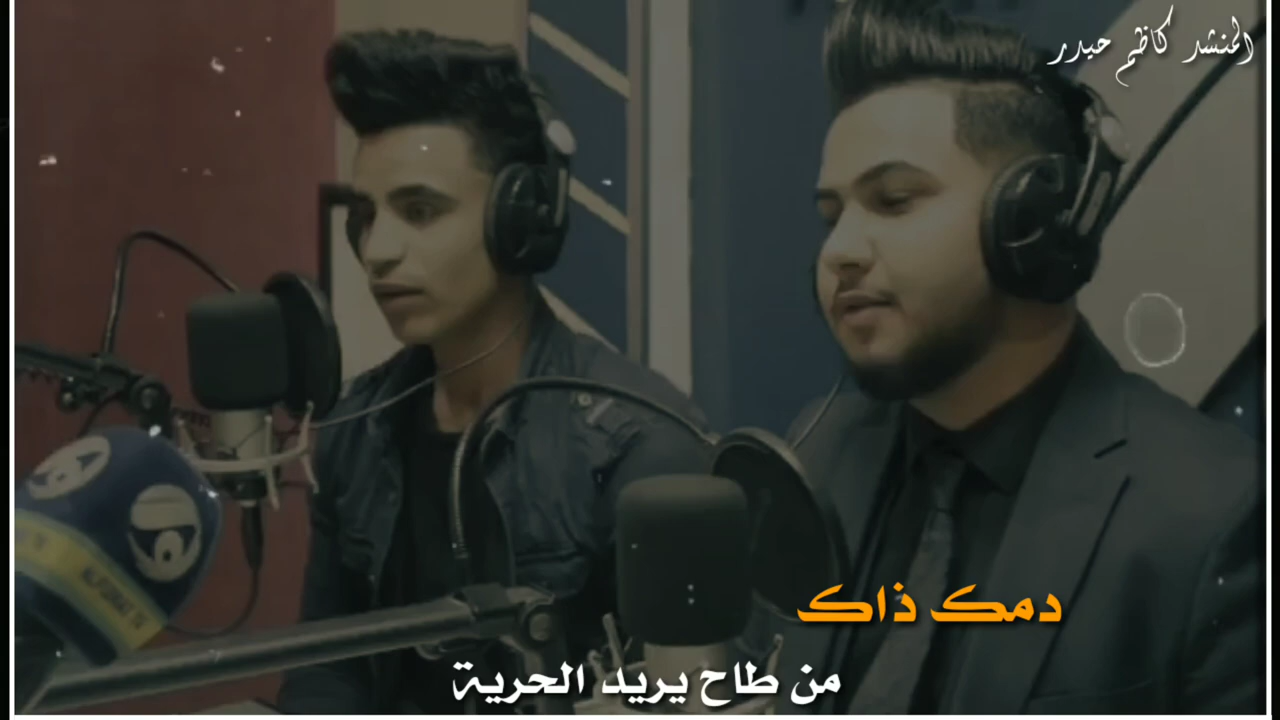 المنشد كاظم حيدر
دمك ذاك
من طاح يريد الحرية